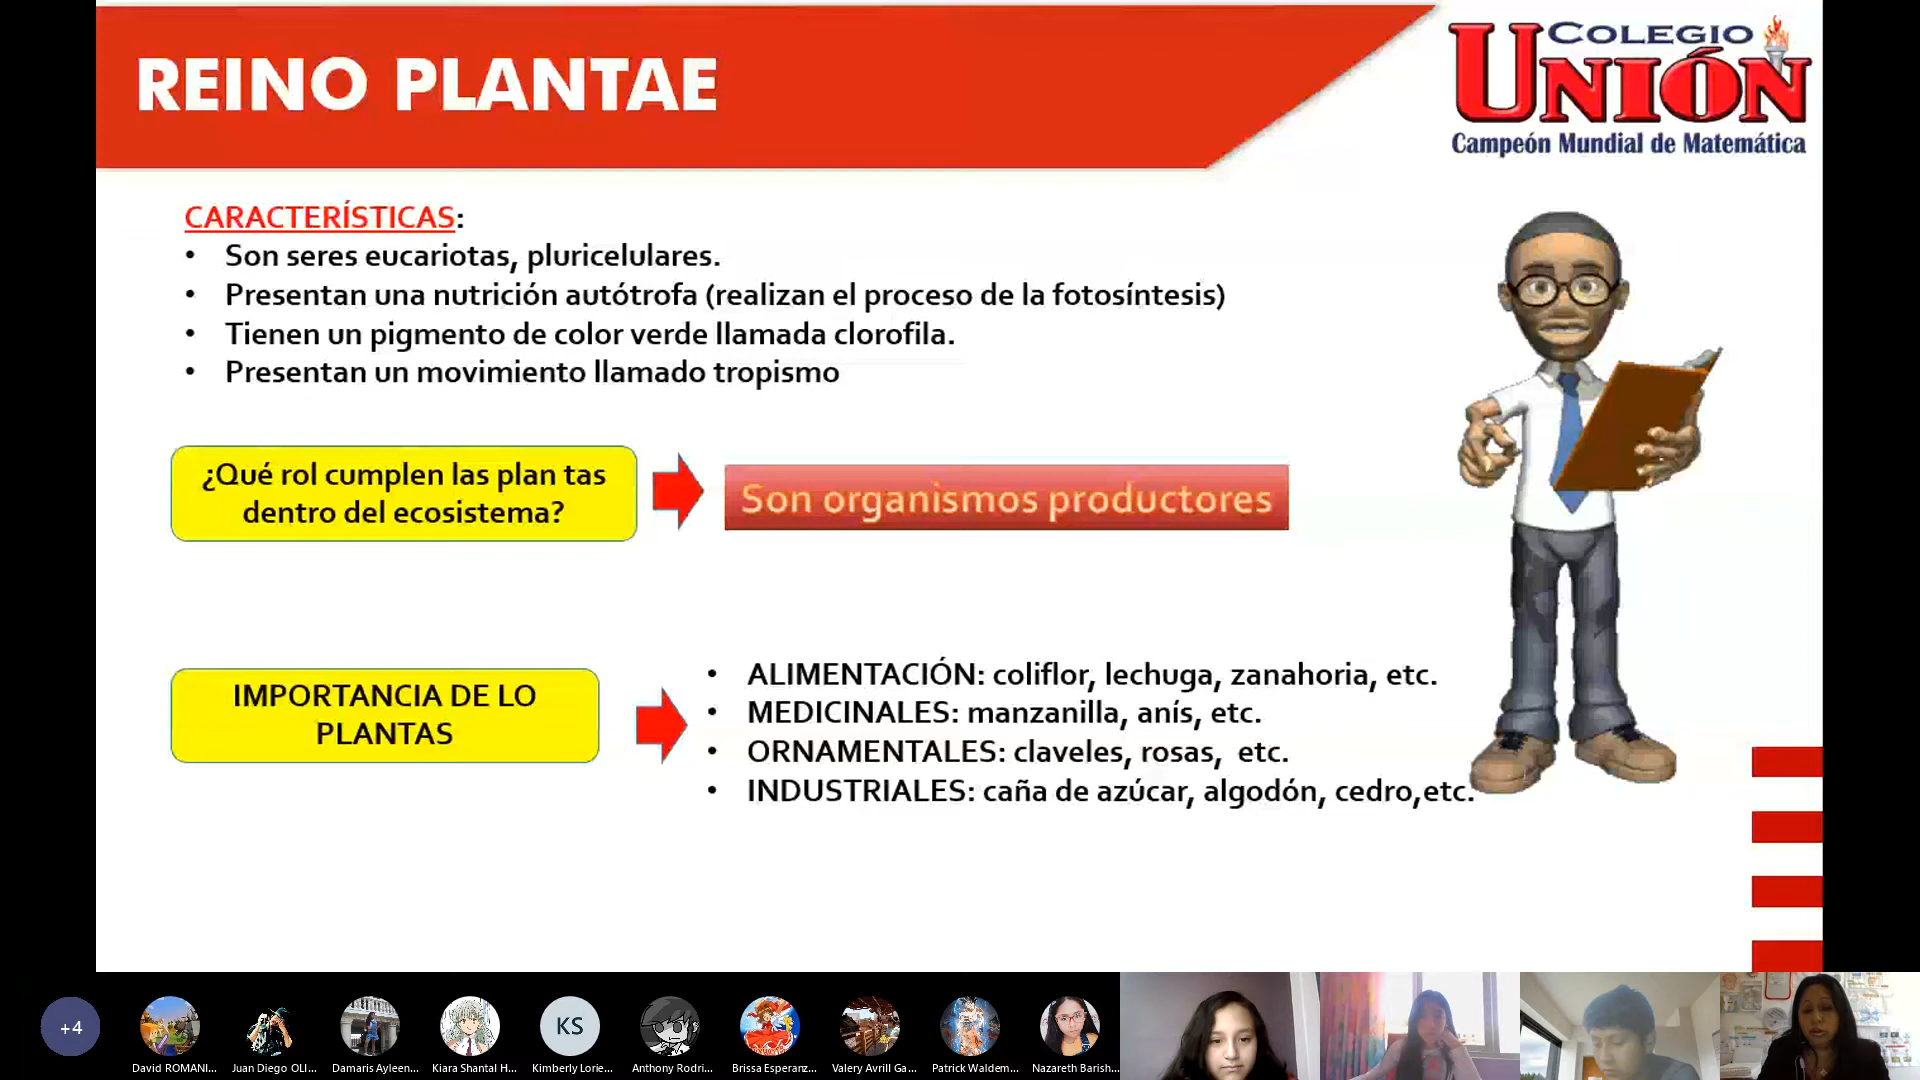 REINO PLANTAE
COLEGIO
UNIÓN
Campeón Mundial de Matemática
CARACTERÍSTICAS:
• Son seres eucariotas, pluricelulares.
• Presentan una nutrición autótrofa (realizan el proceso de la fotosíntesis)
• Tienen un pigmento de color verde llamada clorofila.
• Presentan un movimiento llamado tropismo
¿Qué rol cumplen las plan tas
dentro del ecosistema?
Son organismos productores
IMPORTANCIA DE LO
PLANTAS
• ALIMENTACIÓN: coliflor, lechuga, zanahoria, etc.
• MEDICINALES: manzanilla, anís, etc.
• ORNAMENTALES: claveles, rosas,  etc.
• INDUSTRIALES: caña de azúcar, algodón, cedro,etc.
+4
KS
David ROMANI...
Juan Diego OLI...
Damaris Ayleen...
Kiara Shantal H...
Kimberly Lorie...
Anthony Rodri...
Brissa Esperanz...
Valery Avrill Ga...
Patrick Waldem...
Nazareth Barish...